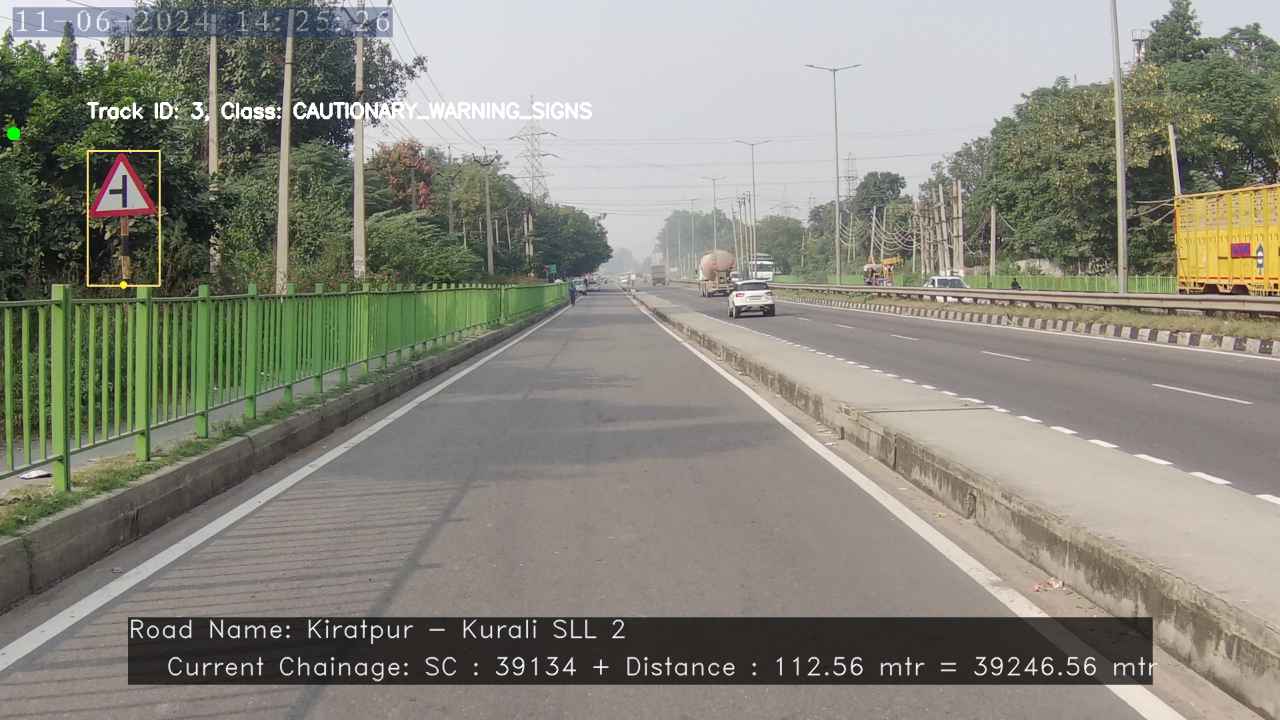 11-06-2024 14:25:26
Track ID: 3, Class: CAUTIONARY_WARNING_SIGNS
Road Name: Kiratpur - Kurali SLL 2
Current Chainage: SC : 39134 + Distance : 112.56 mtr = 39246.56 mtr